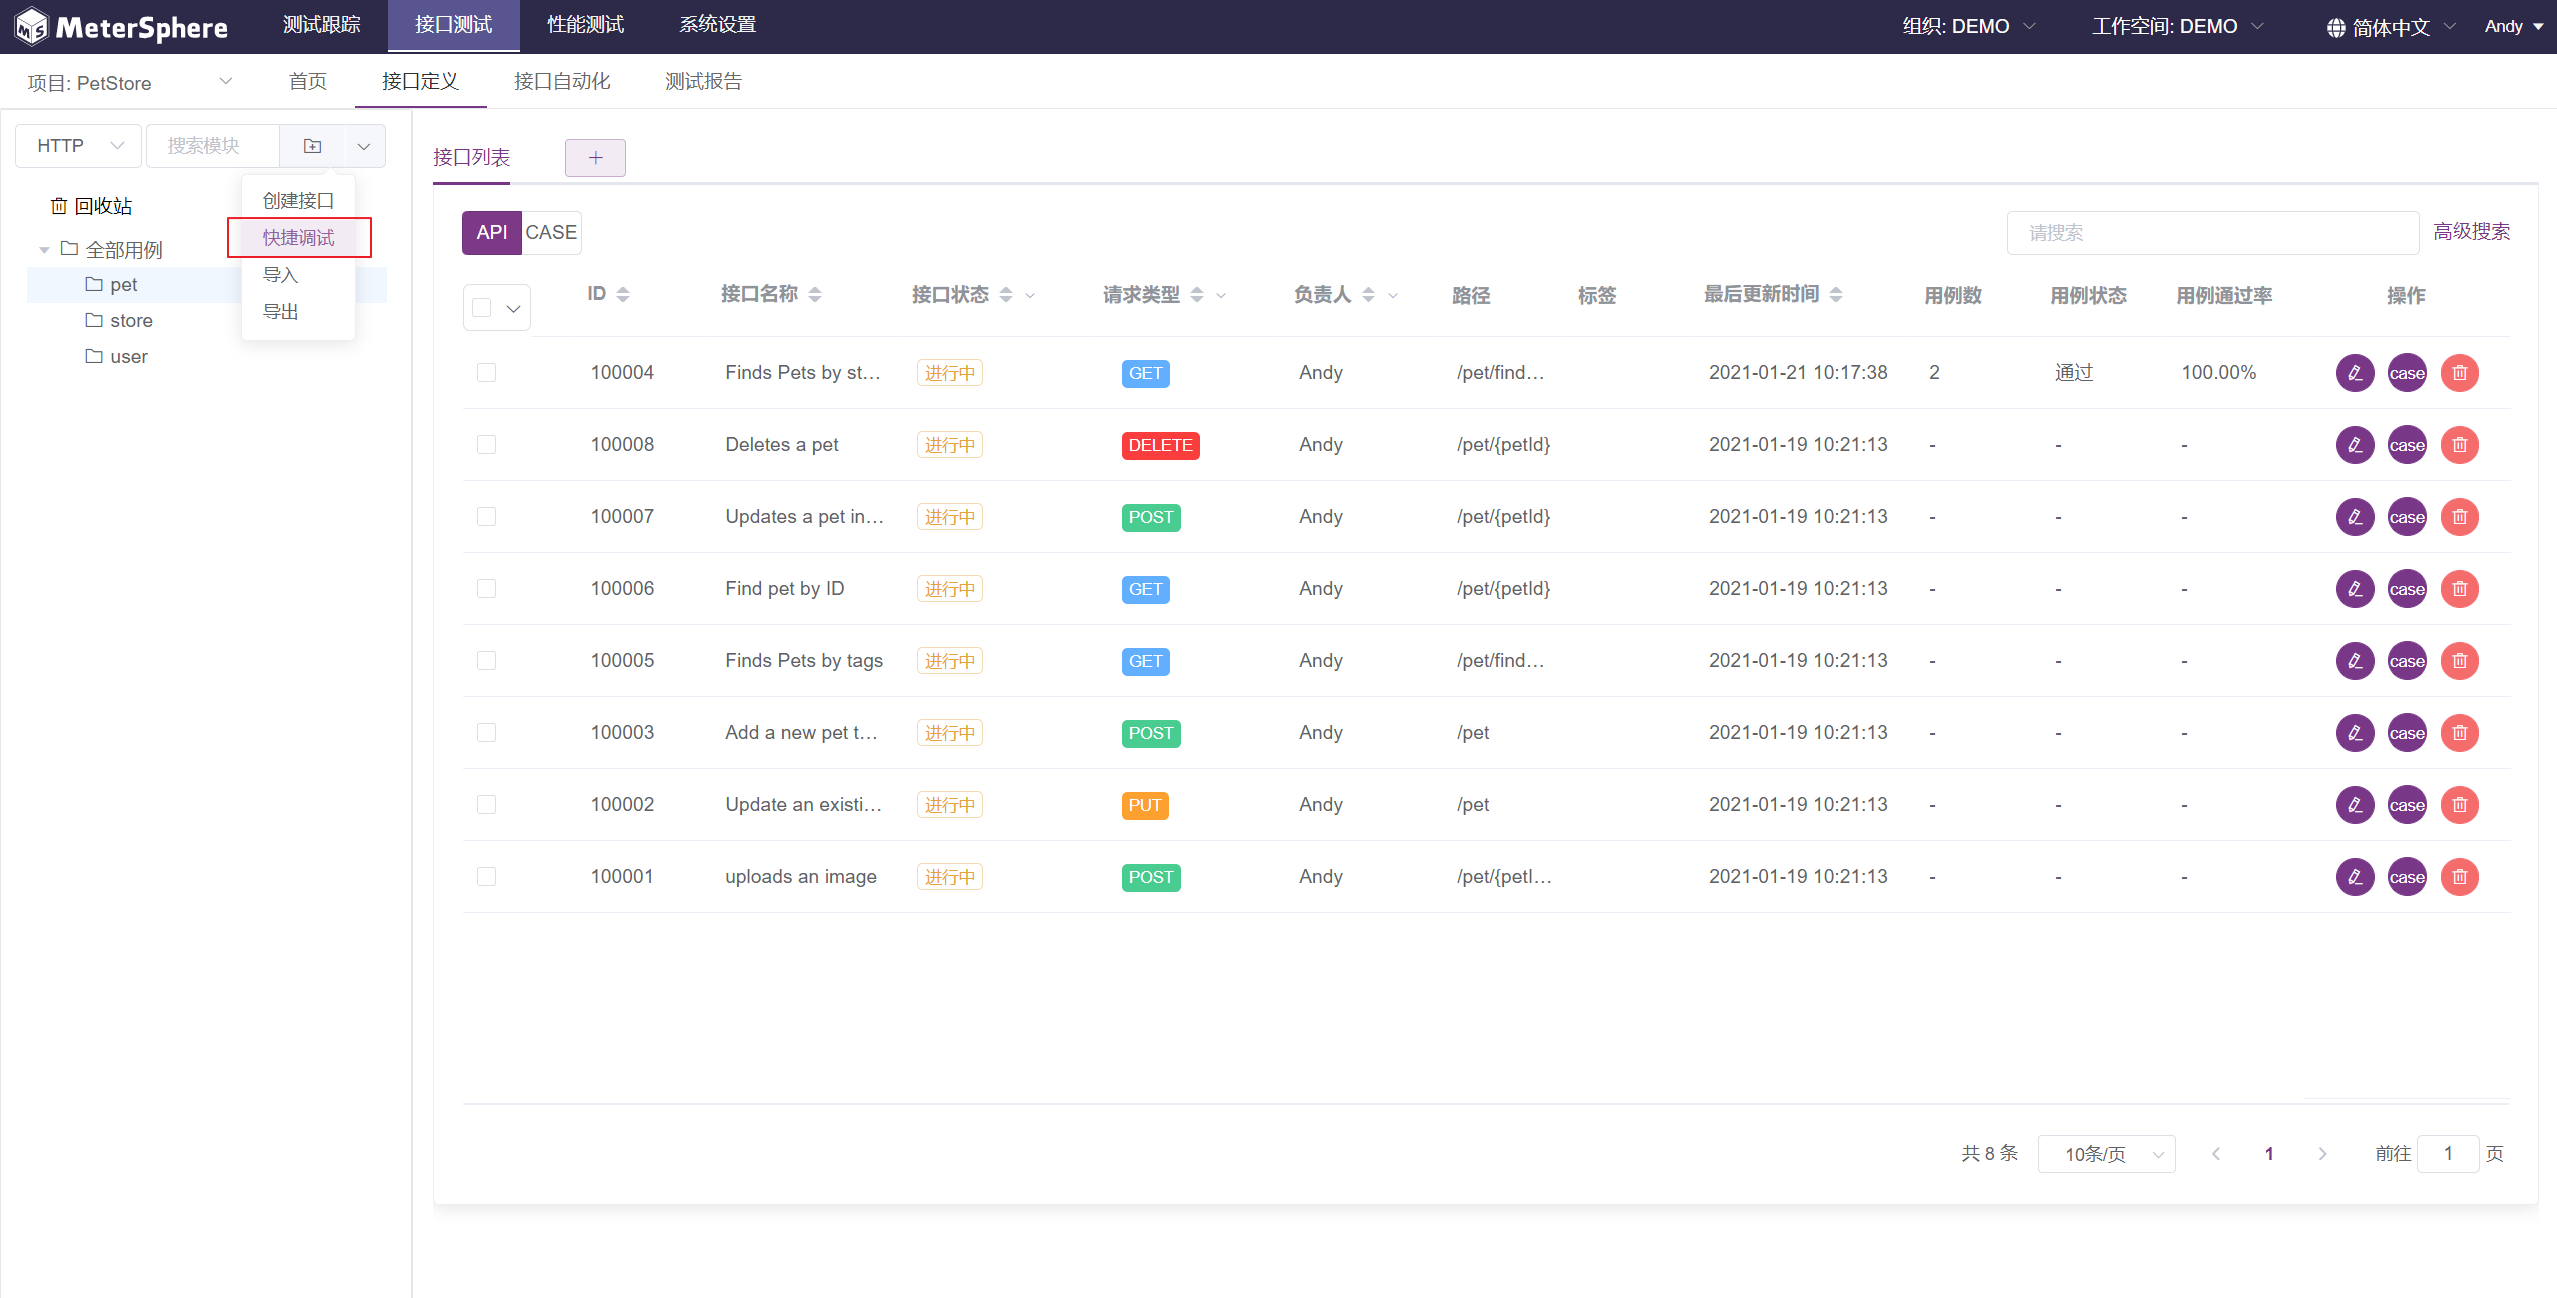 MeterSphere 测试跟踪 接口测试 性能测试 系统设置 组织: DEMO 工作空间: DEMO 简体中文 Andy
项目: PetStore 首页 接口定义 接口自动化 测试报告
HTTP 搜索模块
创建接口
快捷调试
导入
导出
回收站
全部用例
pet
store
user
接口列表 +
API CASE 请搜索 高级搜索
ID 接口名称 接口状态 请求类型 负责人 路径 标签 最后更新时间 用例数 用例状态 用例通过率 操作
100004 Finds Pets by st... 进行中 GET Andy /pet/find... 2021-01-21 10:17:38 2 通过 100.00% case
100008 Deletes a pet 进行中 DELETE Andy /pet/{petId} 2021-01-19 10:21:13 - - - case
100007 Updates a pet in... 进行中 POST Andy /pet/{petId} 2021-01-19 10:21:13 - - - case
100006 Find pet by ID 进行中 GET Andy /pet/{petId} 2021-01-19 10:21:13 - - - case
100005 Finds Pets by tags 进行中 GET Andy /pet/find... 2021-01-19 10:21:13 - - - case
100003 Add a new pet t... 进行中 POST Andy /pet 2021-01-19 10:21:13 - - - case
100002 Update an existi... 进行中 PUT Andy /pet 2021-01-19 10:21:13 - - - case
100001 uploads an image 进行中 POST Andy /pet/{petI... 2021-01-19 10:21:13 - - - case
共 8 条 10条/页 1 前往 1 页